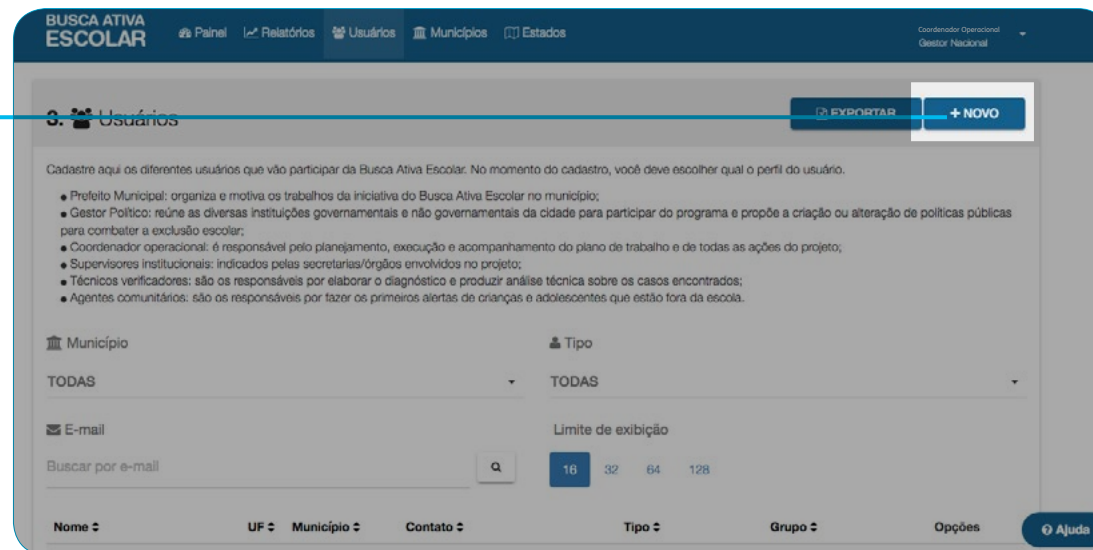 BUSCA ATIVA
ESCOLAR
Painel Relatórios Usuários Municípios Estados
Coordenador Operacional
Gestor Nacional
3. Usuários
EXPORTAR
+ NOVO
Cadastre aqui os diferentes usuários que vão participar da Busca Ativa Escolar. No momento do cadastro, você deve escolher qual o perfil do usuário.
● Prefeito Municipal: organiza e motiva os trabalhos da iniciativa do Busca Ativa Escolar no município;
● Gestor Político: reúne as diversas instituições governamentais e não governamentais da cidade para participar do programa e propõe a criação ou alteração de políticas públicas
para combater a exclusão escolar;
● Coordenador operacional: é responsável pelo planejamento, execução e acompanhamento do plano de trabalho e de todas as ações do projeto;
● Supervisores institucionais: indicados pelas secretarias/órgãos envolvidos no projeto;
● Técnicos verificadores: são os responsáveis por elaborar o diagnóstico e produzir análise técnica sobre os casos encontrados;
● Agentes comunitários: são os responsáveis por fazer os primeiros alertas de crianças e adolescentes que estão fora da escola.
Município
Tipo
TODAS
TODAS
E-mail
Limite de exibição
Buscar por e-mail
16 32 64 128
Nome UF Município Contato Tipo Grupo Opções
Ajuda